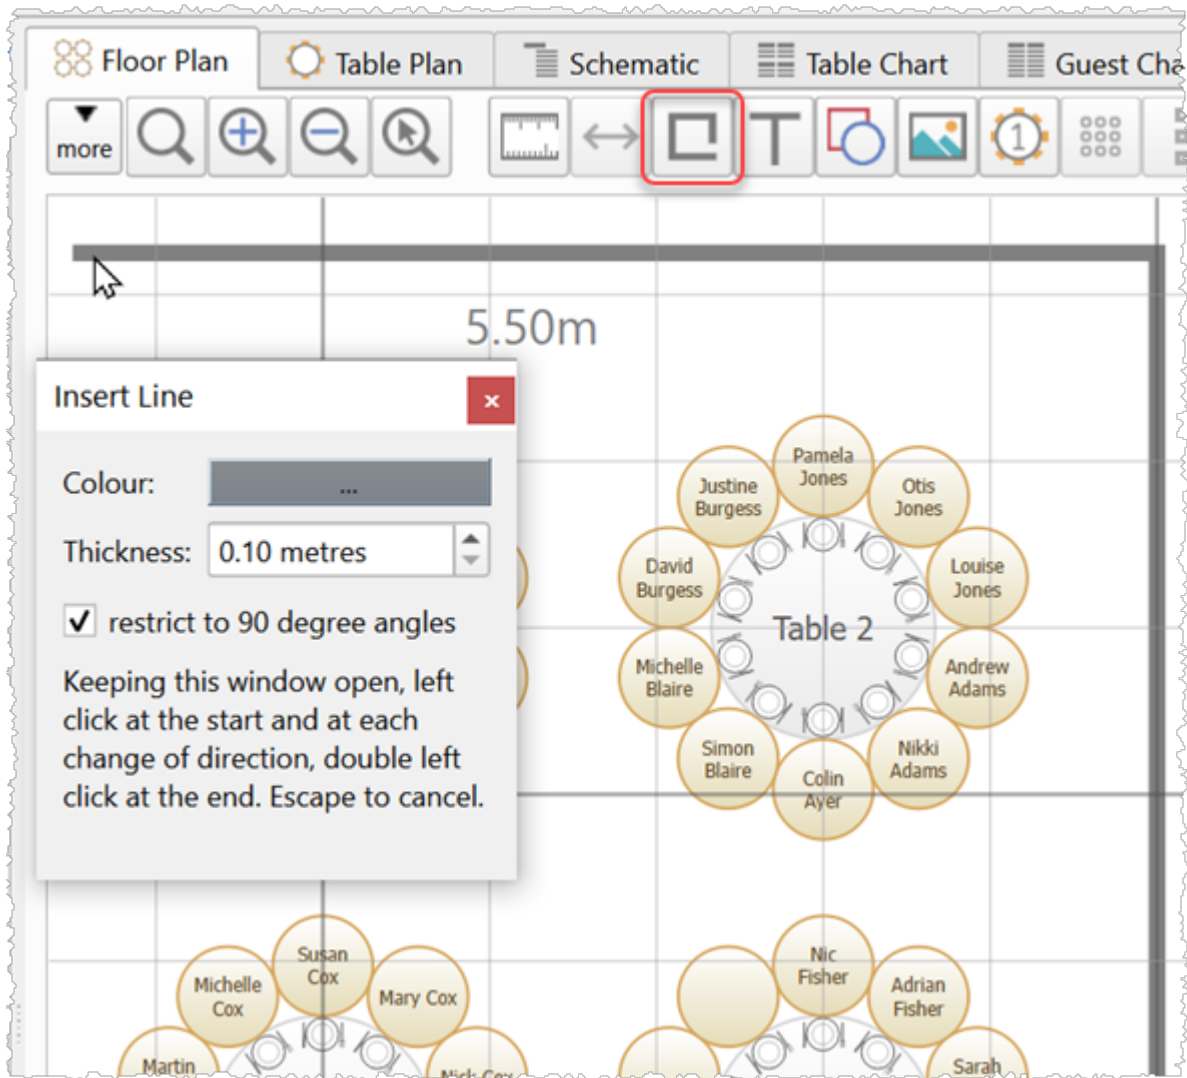 Floor Plan
Table Plan
Schematic
Table Chart
Guest Cha
more
1
5.50m
Insert Line
x
Colour:
...
Thickness:
0.10 metres
restrict to 90 degree angles
Keeping this window open, left
click at the start and at each
change of direction, double left
click at the end. Escape to cancel.
Pamela
Jones
Justine
Burgess
Otis
Jones
David
Burgess
Louise
Jones
Table 2
Michelle
Blaire
Andrew
Adams
Simon
Blaire
Nikki
Adams
Colin
Ayer
Susan
Cox
Michelle
Cox
Mary Cox
Martin
Nick Cox
Nic
Fisher
Adrian
Fisher
Sarah